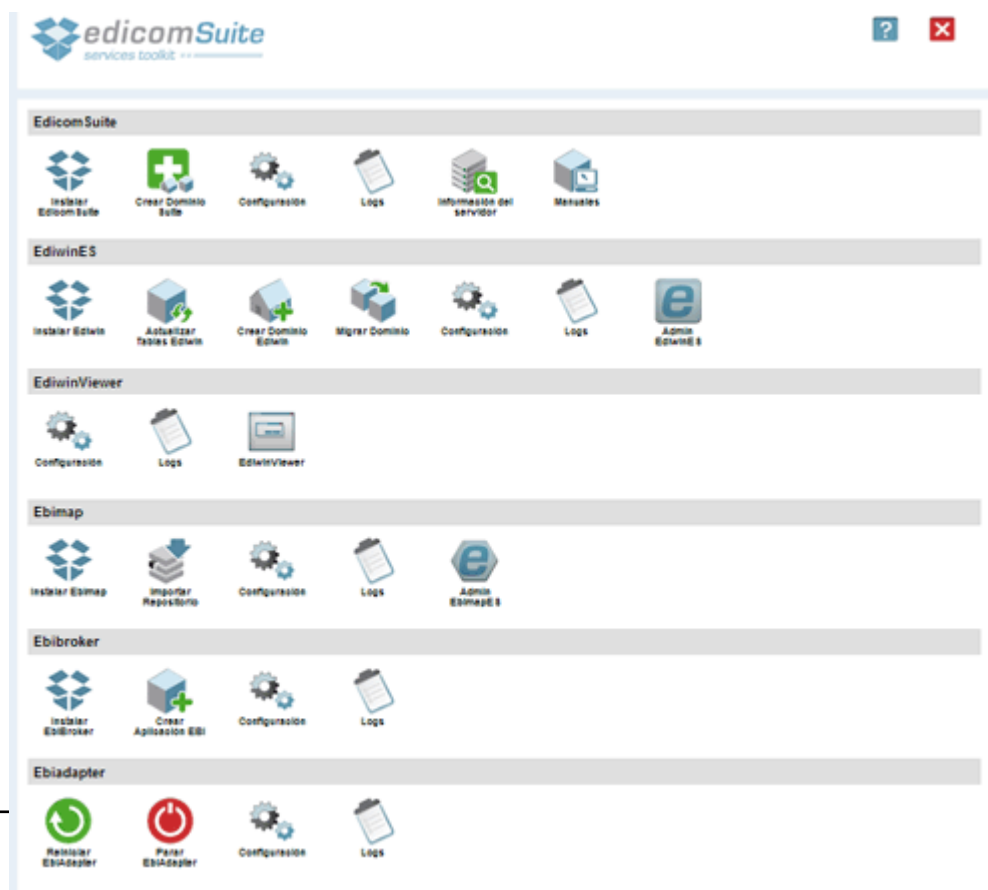 edicomSuite
services toolkit
?
EdicomSuite
Instalar
EdicomSuite
Crear Dominio
Suite
Configuración
Logs
Información del
servidor
Manuales
EdiwinES
Instalar Ediwin
Actualizar
Tablas Ediwin
Crear Dominio
Ediwin
Migrar Dominio
Configuración
Logs
e
Admin
EdiwinES
EdiwinViewer
Configuración
Logs
EdiwinViewer
Ebimap
Instalar Ebimap
Importar
Repositorio
Configuración
Logs
e
Admin
EbimapES
Ebibroker
Instalar
EbiBroker
Crear
Aplicación EBI
Configuración
Logs
Ebiadapter
Reiniciar
EbiAdapter
Parar
EbiAdapter
Configuración
Logs